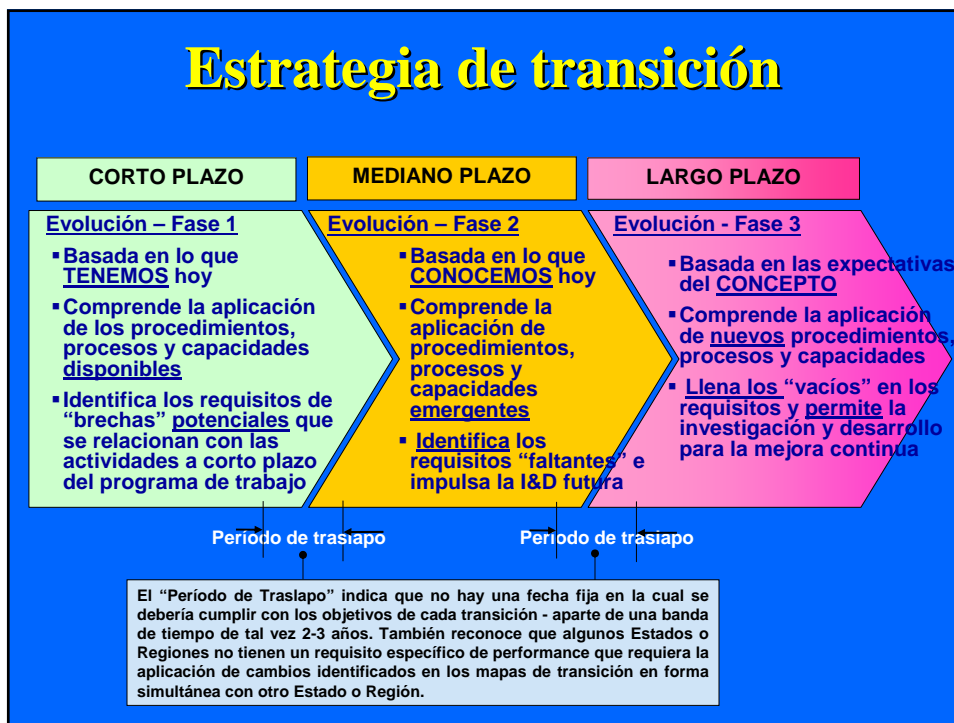 Estrategia de transición
CORTO PLAZO
MEDIANO PLAZO
LARGO PLAZO
Evolución – Fase 1
▪Basada en lo que
TENEMOS hoy
▪Comprende la aplicación
de los procedimientos,
procesos y capacidades
disponibles
▪Identifica los requisitos de
“brechas” potenciales que
se relacionan con las
actividades a corto plazo
del programa de trabajo
Evolución – Fase 2
▪Basada en lo que
CONOCEMOS hoy
▪Comprende la
aplicación de
procedimientos,
procesos y
capacidades
emergentes
▪ Identifica los
requisitos “faltantes” e
impulsa la I&D futura
Evolución - Fase 3
▪Basada en las expectativas
del CONCEPTO
▪Comprende la aplicación
de nuevos procedimientos,
procesos y capacidades
▪ Llena los “vacíos” en los
requisitos y permite la
investigación y desarrollo
para la mejora continua
Período de traslapo
Período de traslapo
El “Período de Traslapo” indica que no hay una fecha fija en la cual se
debería cumplir con los objetivos de cada transición - aparte de una banda
de tiempo de tal vez 2-3 años. También reconoce que algunos Estados o
Regiones no tienen un requisito específico de performance que requiera la
aplicación de cambios identificados en los mapas de transición en forma
simultánea con otro Estado o Región.